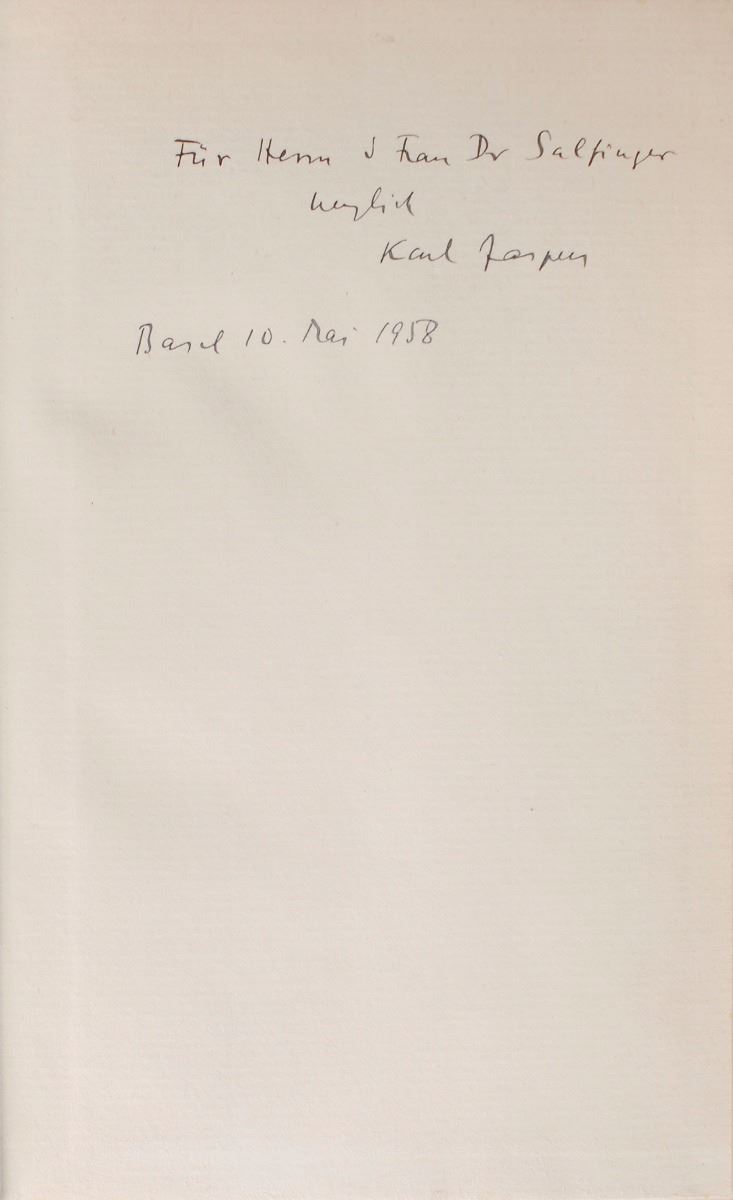 Für Herrn u Frau Dr Salfinger
herzlich
Karl Jaspers
Basel 10. Mai 1958